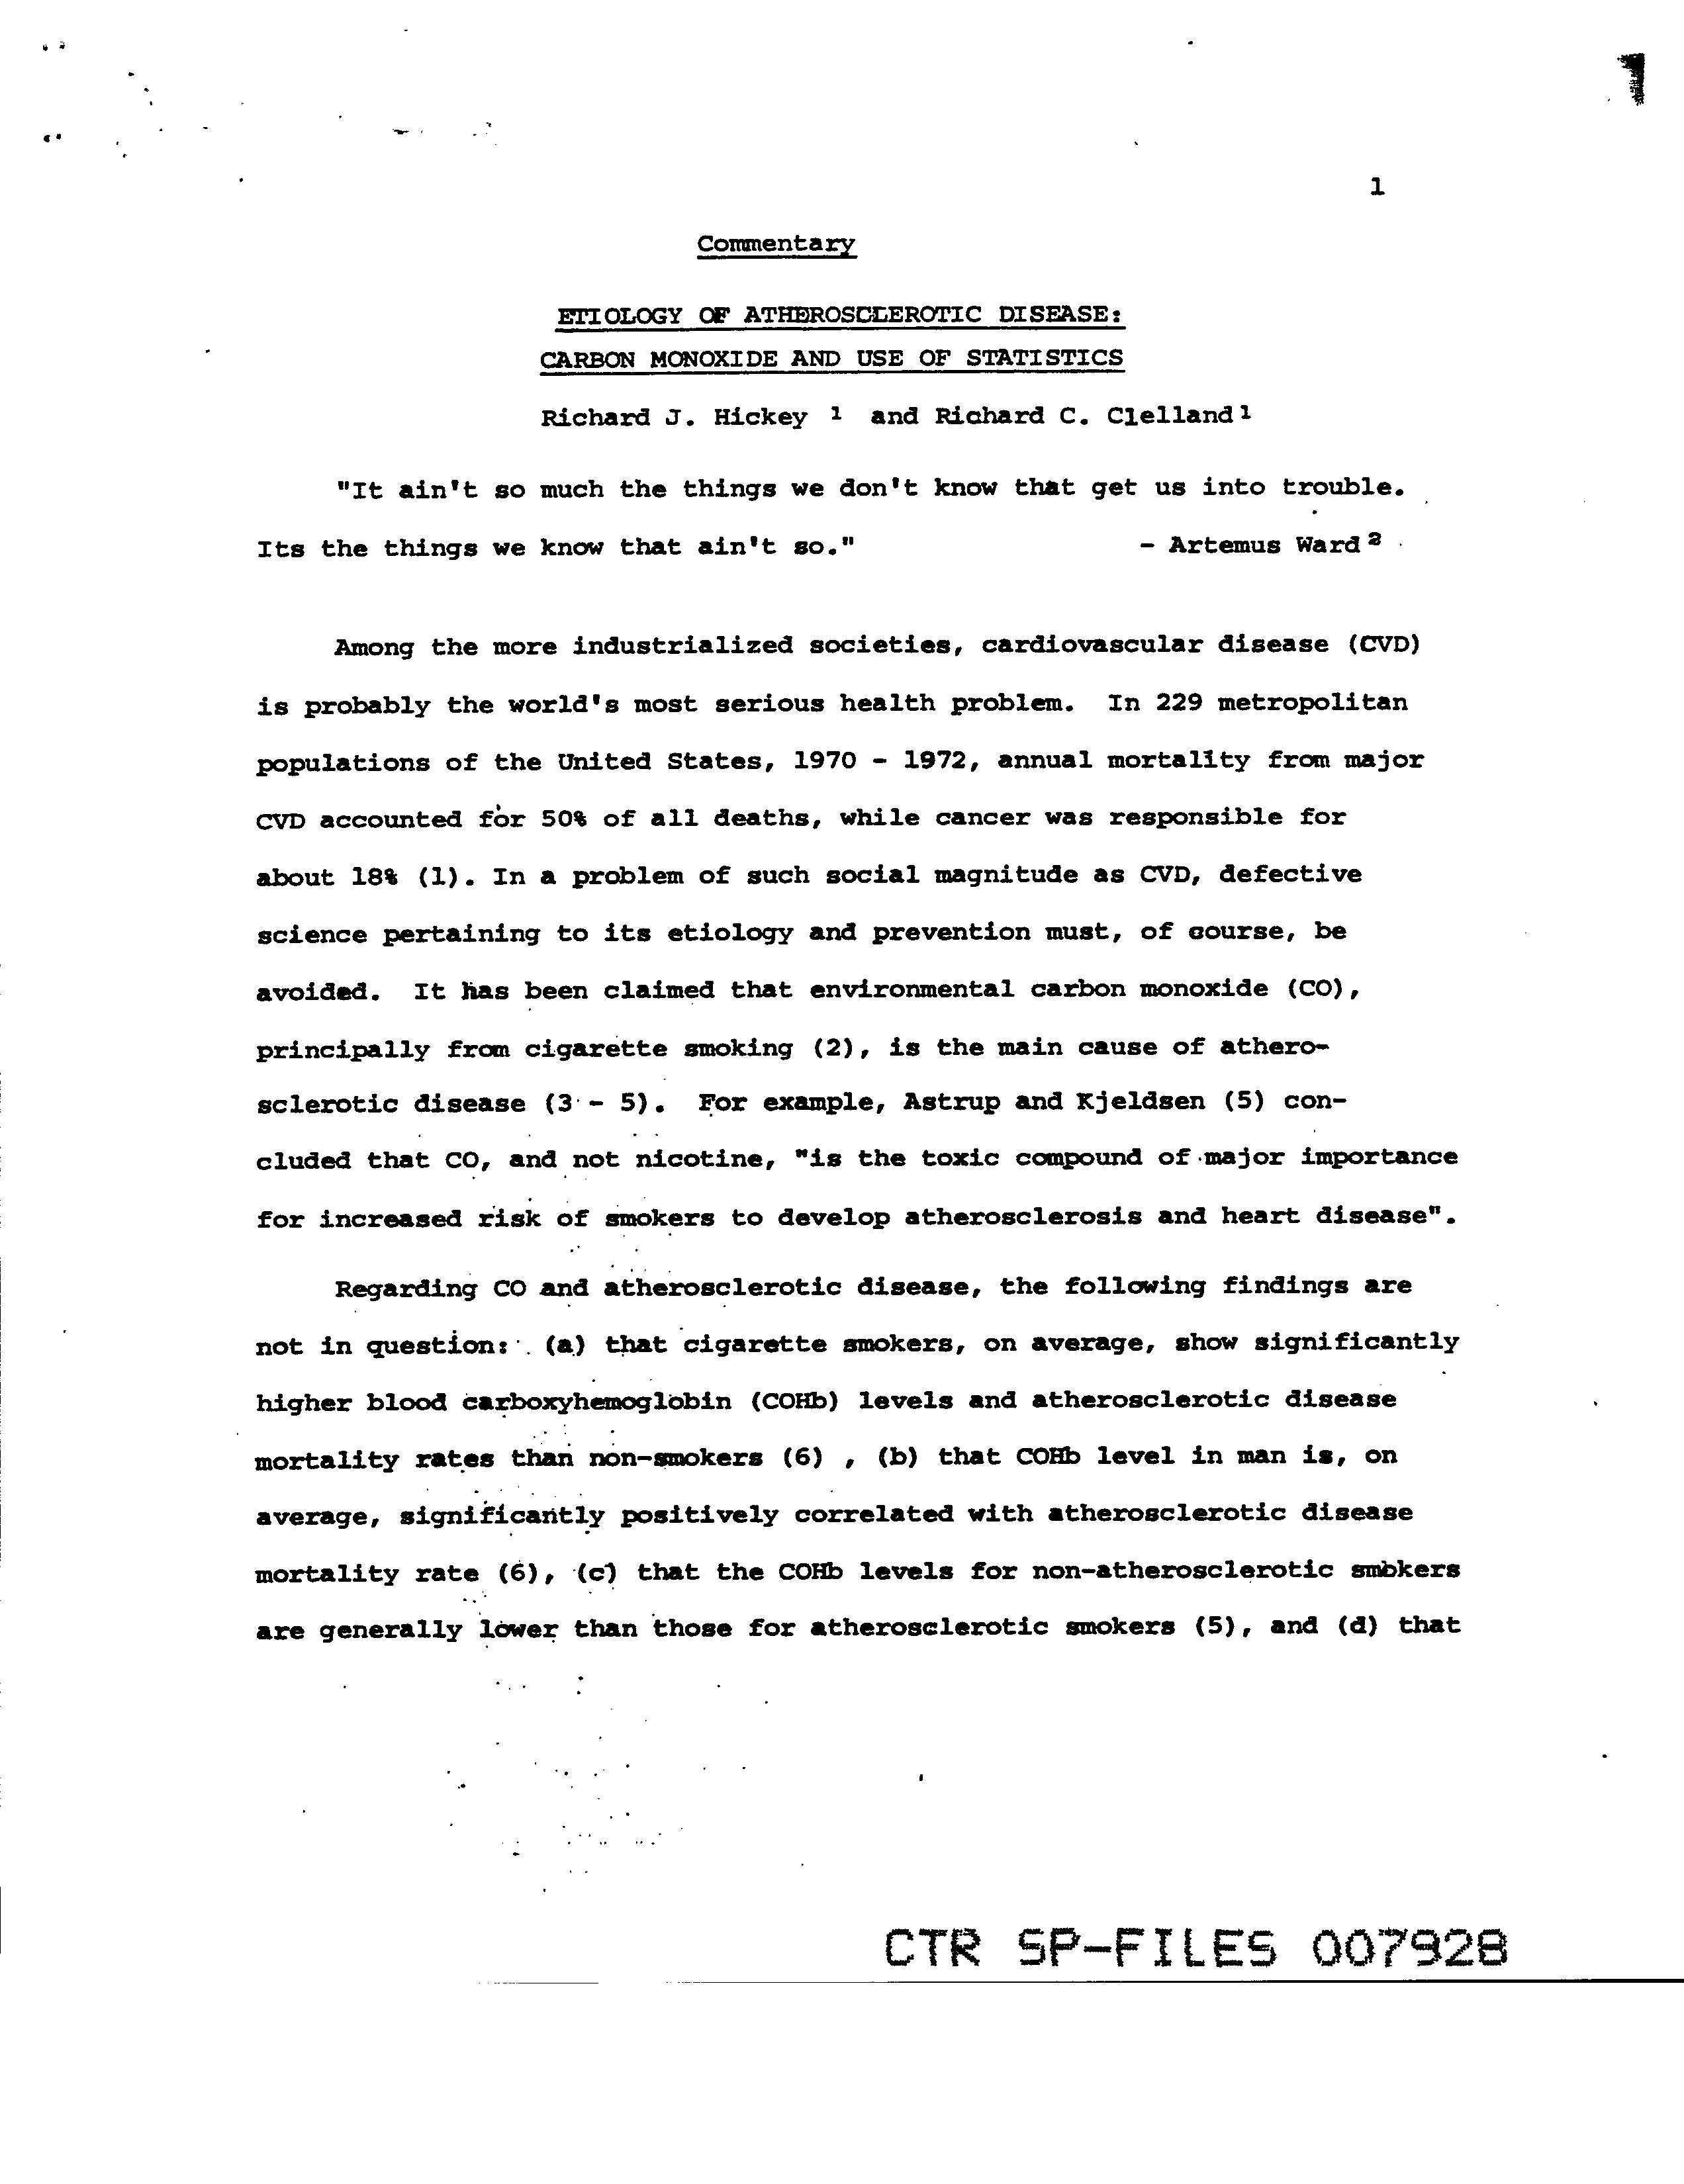 1
Commentary
ETIOLOGY OF ATHEROSCLEROTIC DISEASE:
CARBON MONOXIDE AND USE OF STATISTICS
Richard J. Hickey 1 and Richard C. Clelland 1
"It ain't so much the things we don't know that get us into trouble.
Its the things we know that ain't so." - Artemus Ward 2
Among the more industrialized societies, cardiovascular disease (CVD)
is probably the world's most serious health problem. In 229 metropolitan
populations of the United States, 1970 - 1972, annual mortality from major
CVD accounted for 50% of all deaths, while cancer was responsible for
about 18% (1). In a problem of such social magnitude as CVD, defective
science pertaining to its etiology and prevention must, of course, be
avoided. It has been claimed that environmental carbon monoxide (CO),
principally from cigarette smoking (2), is the main cause of athero-
sclerotic disease (3 - 5). For example, Astrup and Kjeldsen (5) con-
cluded that CO, and not nicotine, "is the toxic compound of major importance
for increased risk of smokers to develop atherosclerosis and heart disease".
Regarding CO and atherosclerotic disease, the following findings are
not in question: (a) that cigarette smokers, on average, show significantly
higher blood carboxyhemoglobin (COHb) levels and atherosclerotic disease
mortality rates than non-smokers (6) , (b) that COHb level in man is, on
average, significantly positively correlated with atherosclerotic disease
mortality rate (6), (c) that the COHb levels for non-atherosclerotic smokers
are generally lower than those for atherosclerotic smokers (5), and (d) that
CTR SP-FILES 007928